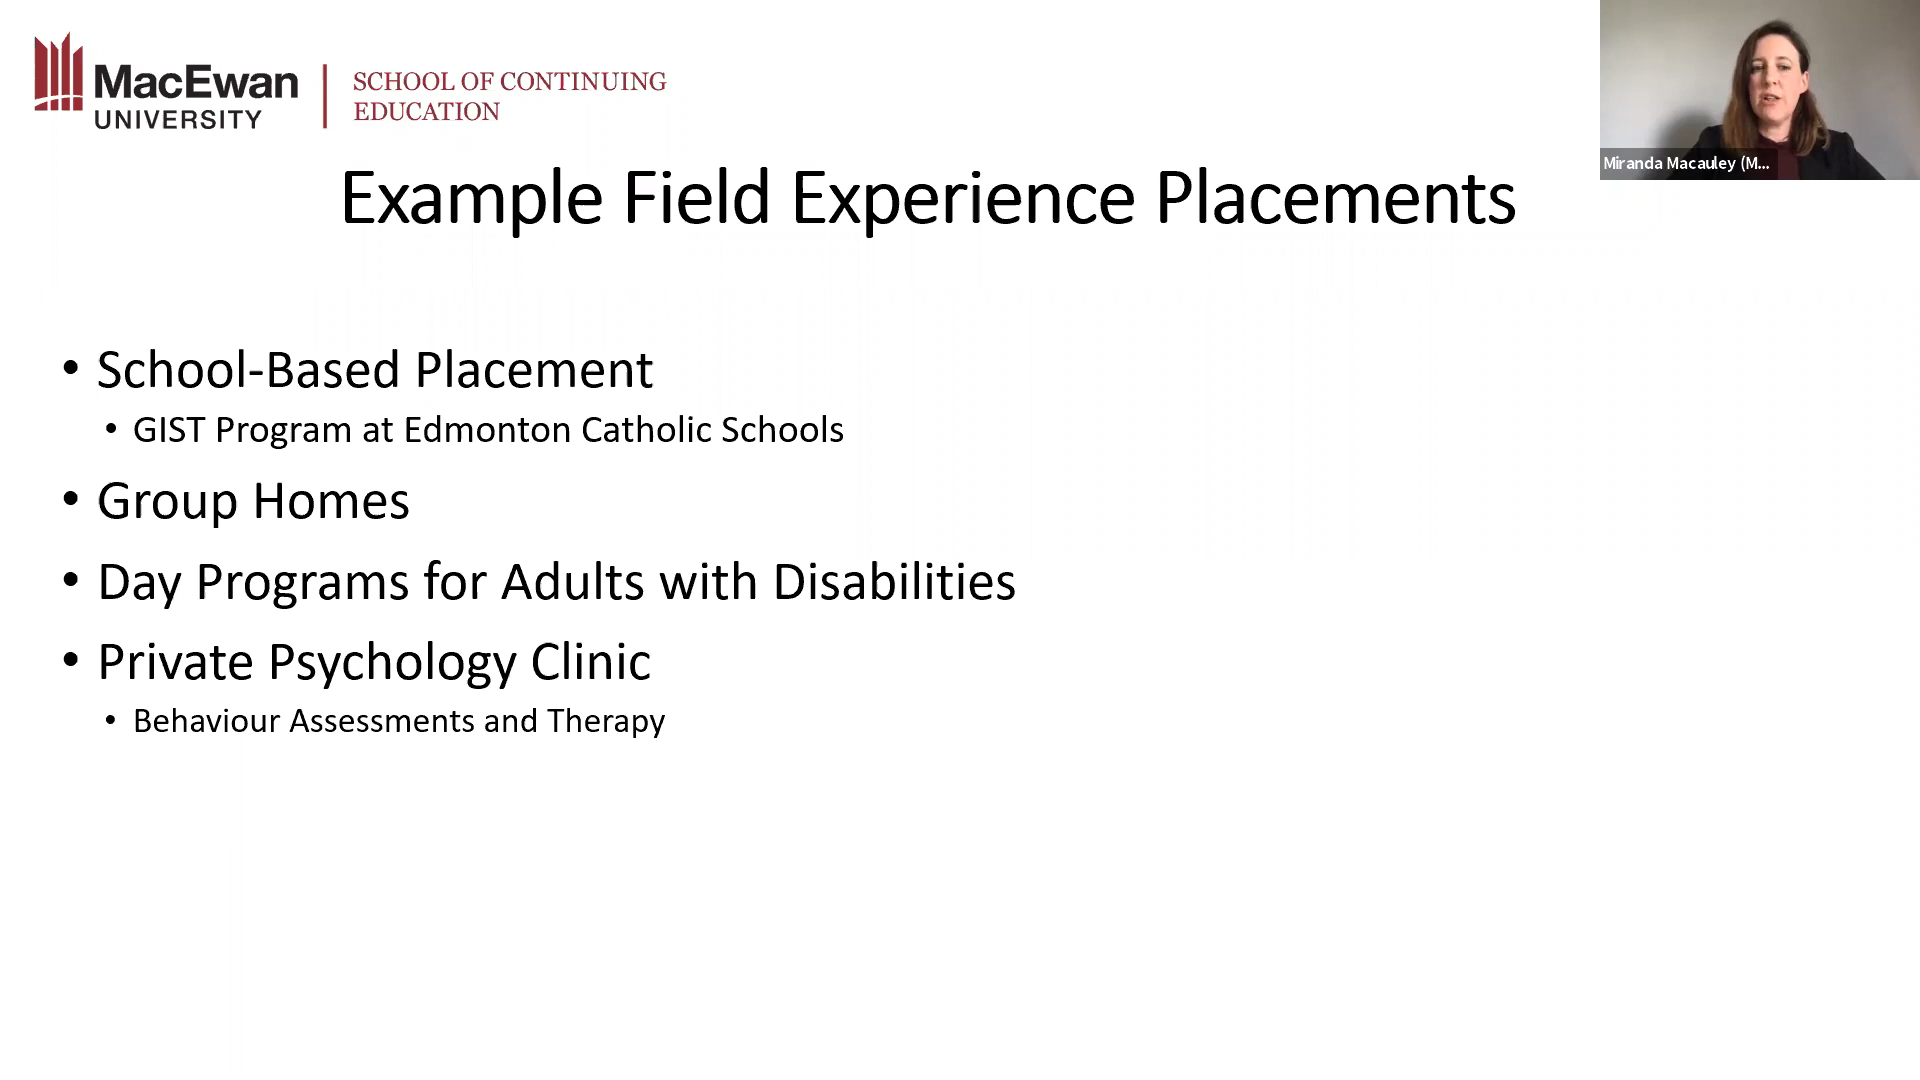 MacEwan
UNIVERSITY
SCHOOL OF CONTINUING
EDUCATION
Miranda Macauley (M...
Example Field Experience Placements
• School-Based Placement
• GIST Program at Edmonton Catholic Schools
• Group Homes
• Day Programs for Adults with Disabilities
• Private Psychology Clinic
• Behaviour Assessments and Therapy